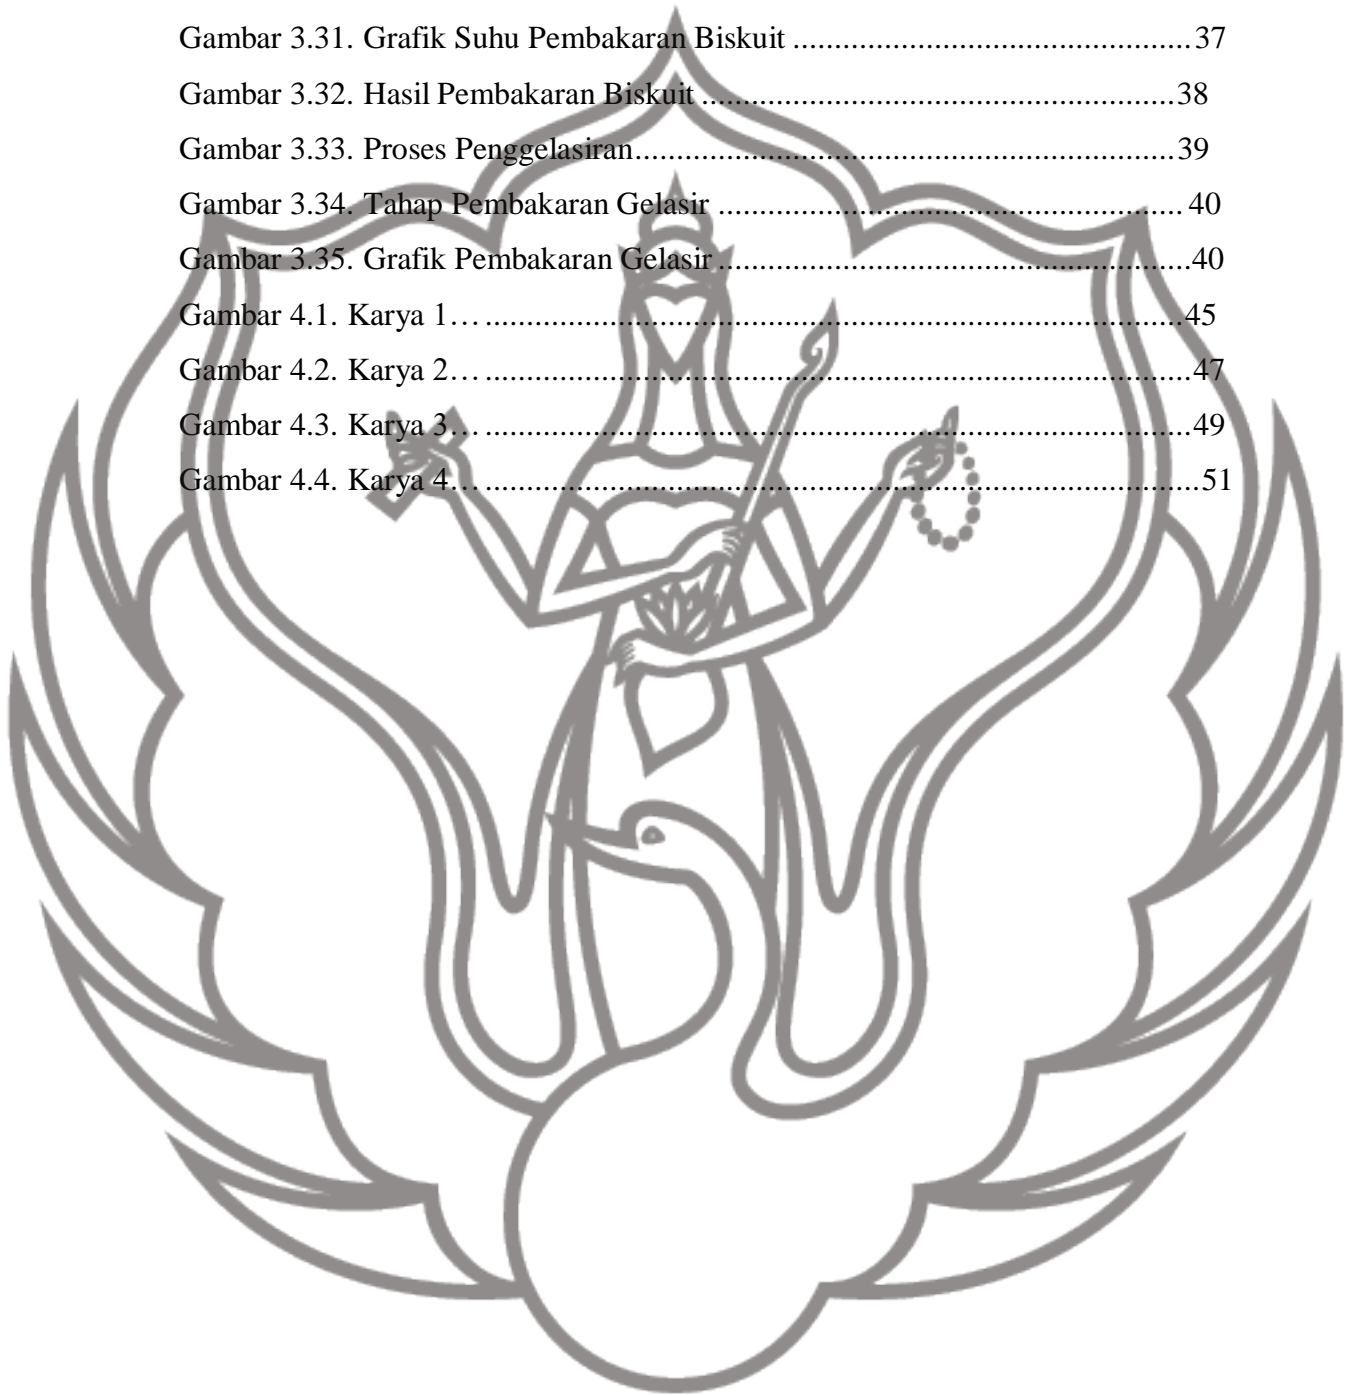 Gambar 3.31. Grafik Suhu Pembakaran Biskuit ................................................ 37
Gambar 3.32. Hasil Pembakaran Biskuit ......................................................... 38
Gambar 3.33. Proses Penggelasiran................................................................. 39
Gambar 3.34. Tahap Pembakaran Gelasir ........................................................ 40
Gambar 3.35. Grafik Pembakaran Gelasir ......................................................... 40
Gambar 4.1. Karya 1… ..................................................................................... 45
Gambar 4.2. Karya 2… ...................................................................................... 47
Gambar 4.3. Karya 3… ...................................................................................... 49
Gambar 4.4. Karya 4… ....................................................................................... 51